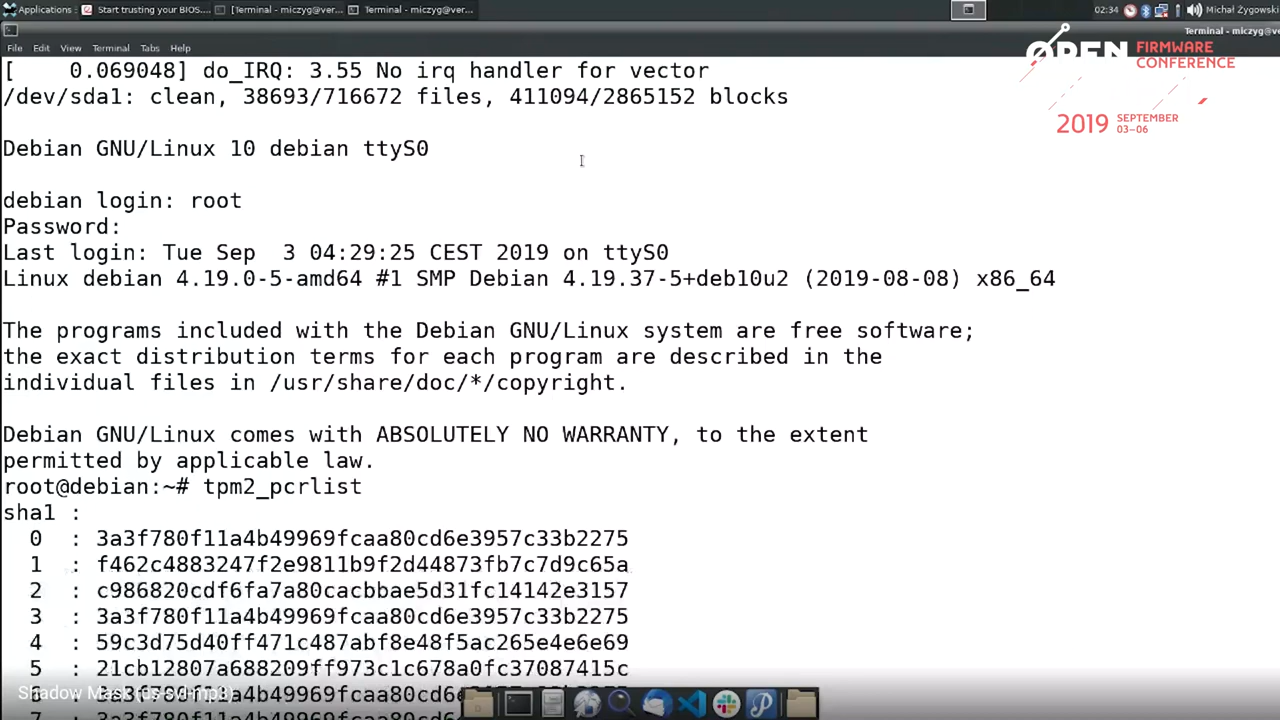 Applications
Start trusting your BIOS...
[Terminal - miczyg@ver...
Terminal - miczyg@ver...
02:34
Michał Żygowski
Terminal - miczyg@ve
File Edit View Terminal Tabs Help
OPEN FIRMWARE CONFERENCE
2019 SEPTEMBER 03–06
[    0.069048] do_IRQ: 3.55 No irq handler for vector
/dev/sda1: clean, 38693/716672 files, 411094/2865152 blocks
Debian GNU/Linux 10 debian ttyS0
debian login: root
Password:
Last login: Tue Sep  3 04:29:25 CEST 2019 on ttyS0
Linux debian 4.19.0-5-amd64 #1 SMP Debian 4.19.37-5+deb10u2 (2019-08-08) x86_64
The programs included with the Debian GNU/Linux system are free software;
the exact distribution terms for each program are described in the
individual files in /usr/share/doc/*/copyright.
Debian GNU/Linux comes with ABSOLUTELY NO WARRANTY, to the extent
permitted by applicable law.
root@debian:~# tpm2_pcrlist
sha1 :
0  : 3a3f780f11a4b49969fcaa80cd6e3957c33b2275
1  : f462c4883247f2e9811b9f2d44873fb7c7d9c65a
2  : c986820cdf6fa7a80cacbbae5d31fc14142e3157
3  : 3a3f780f11a4b49969fcaa80cd6e3957c33b2275
4  : 59c3d75d40ff471c487abf8e48f5ac265e4e6e69
5  : 21cb12807a688209ff973c1c678a0fc37087415c